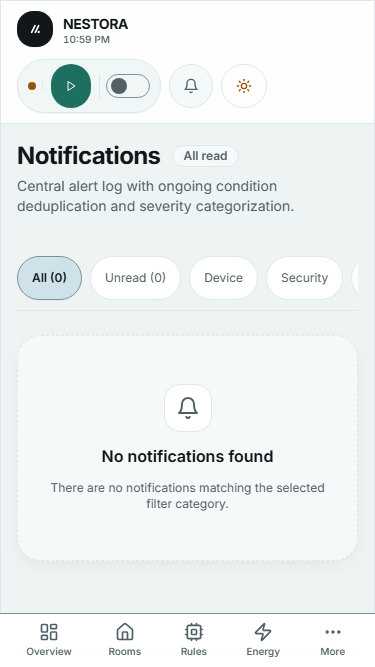 NESTORA
10:59 PM
Notifications
All read
Central alert log with ongoing condition
deduplication and severity categorization.
All (0)
Unread (0)
Device
Security
No notifications found
There are no notifications matching the selected
filter category.
Overview
Rooms
Rules
Energy
More